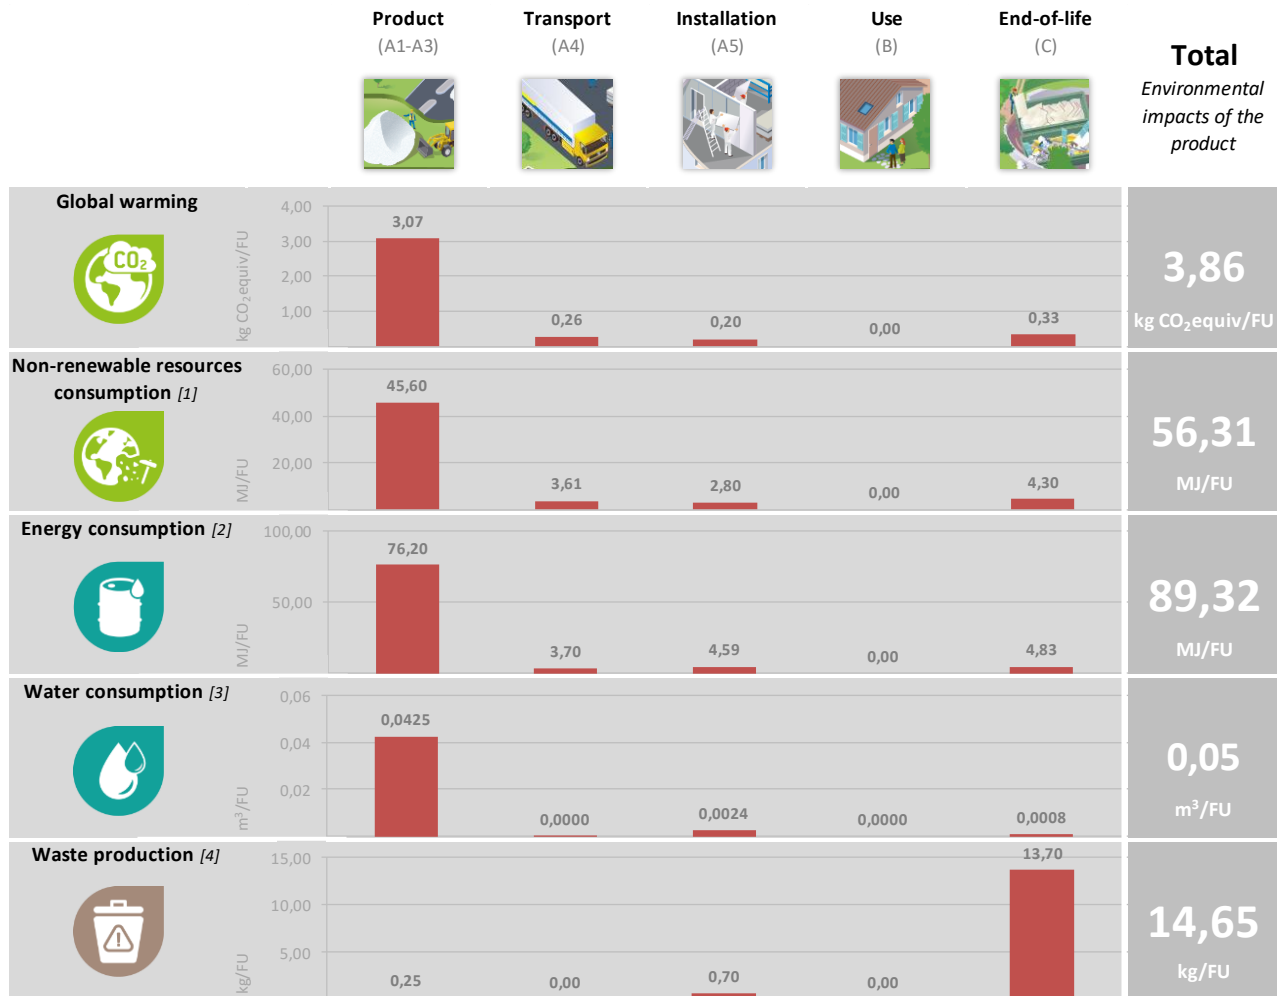 Product
(A1-A3)
Transport
(A4)
Installation
(A5)
Use
(B)
End-of-life
(C)
Total
Environmental
impacts of the
product
Global warming
CO2
kg CO2equiv/FU
4,00
3,00
2,00
1,00
3,07
0,26
0,20
0,00
0,33
3,86
kg CO2equiv/FU
Non-renewable resources
consumption [1]
MJ/FU
60,00
40,00
20,00
45,60
3,61
2,80
0,00
4,30
56,31
MJ/FU
Energy consumption [2]
MJ/FU
100,00
50,00
76,20
3,70
4,59
0,00
4,83
89,32
MJ/FU
Water consumption [3]
m³/FU
0,06
0,04
0,02
0,0425
0,0000
0,0024
0,0000
0,0008
0,05
m³/FU
Waste production [4]
kg/FU
15,00
10,00
5,00
0,25
0,00
0,70
0,00
13,70
14,65
kg/FU